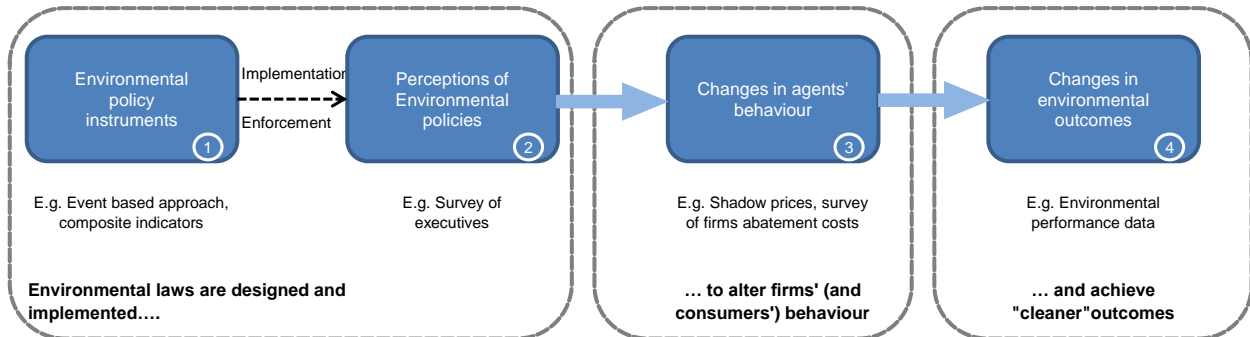 Environmental
policy
instruments
1
Implementation
Enforcement
Perceptions of
Environmental
policies
2
Changes in agents'
behaviour
3
Changes in
environmental
outcomes
4
E.g. Event based approach,
composite indicators
E.g. Survey of
executives
E.g. Shadow prices, survey
of firms abatement costs
E.g. Environmental
performance data
Environmental laws are designed and
implemented….
… to alter firms' (and
consumers') behaviour
… and achieve
"cleaner"outcomes